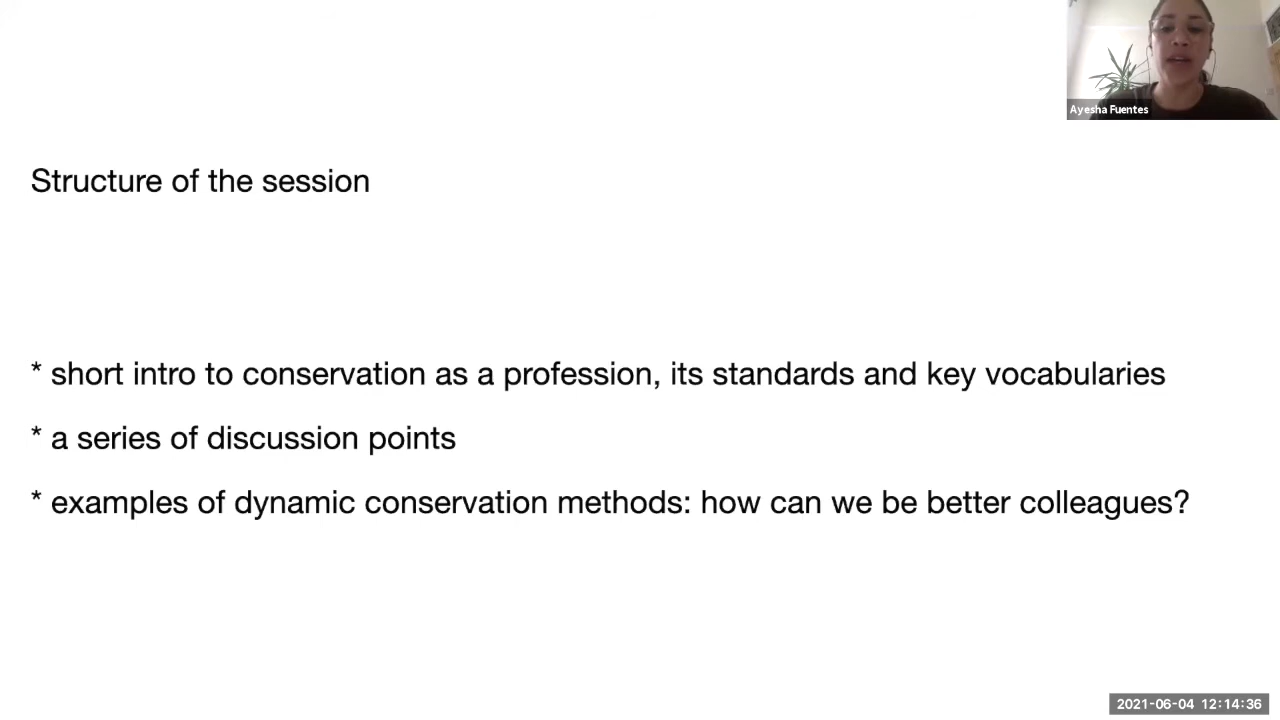 Ayesha Fuentes
Structure of the session
* short intro to conservation as a profession, its standards and key vocabularies
* a series of discussion points
* examples of dynamic conservation methods: how can we be better colleagues?
2021-06-04 12:14:36